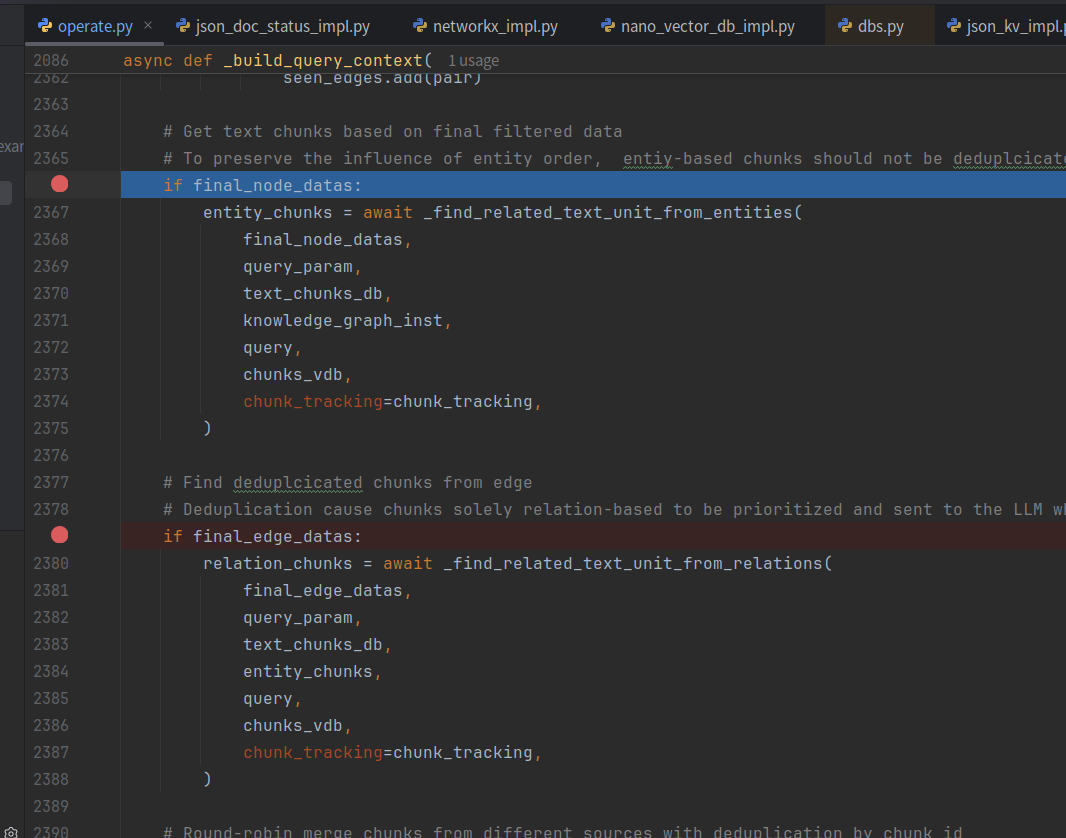 operate.py × json_doc_status_impl.py networkx_impl.py nano_vector_db_impl.py dbs.py json_kv_impl.p
2086 async def _build_query_context( 1 usage
2362 seen_edges.add(pair)
2363
2364 # Get text chunks based on final filtered data
exar
2365 # To preserve the influence of entity order, entiy-based chunks should not be deduplcicate
if final_node_datas:
2367 entity_chunks = await _find_related_text_unit_from_entities(
2368 final_node_datas,
2369 query_param,
2370 text_chunks_db,
2371 knowledge_graph_inst,
2372 query,
2373 chunks_vdb,
2374 chunk_tracking=chunk_tracking,
2375 )
2376
2377 # Find deduplcicated chunks from edge
2378 # Deduplication cause chunks solely relation-based to be prioritized and sent to the LLM wh
if final_edge_datas:
2380 relation_chunks = await _find_related_text_unit_from_relations(
2381 final_edge_datas,
2382 query_param,
2383 text_chunks_db,
2384 entity_chunks,
2385 query,
2386 chunks_vdb,
2387 chunk_tracking=chunk_tracking,
2388 )
2389
2390 # Round-robin merge chunks from different sources with deduplication by chunk_id